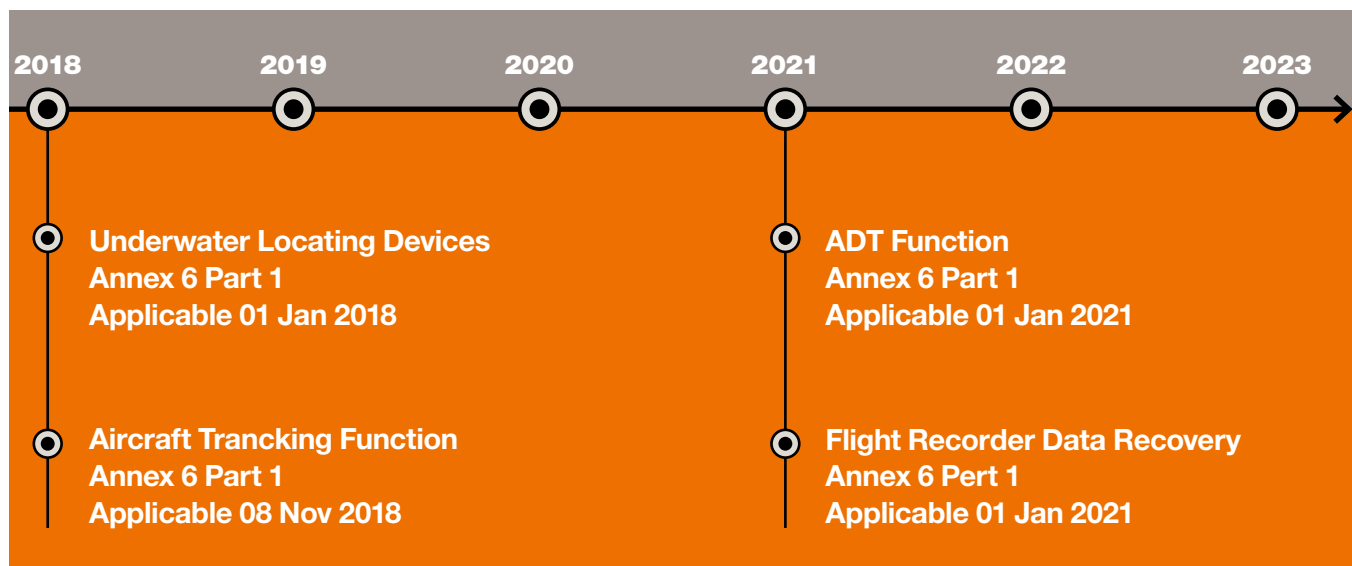 2018 2019 2020 2021 2022 2023
Underwater Locating Devices
Annex 6 Part 1
Applicable 01 Jan 2018
Aircraft Trancking Function
Annex 6 Part 1
Applicable 08 Nov 2018
ADT Function
Annex 6 Part 1
Applicable 01 Jan 2021
Flight Recorder Data Recovery
Annex 6 Pert 1
Applicable 01 Jan 2021